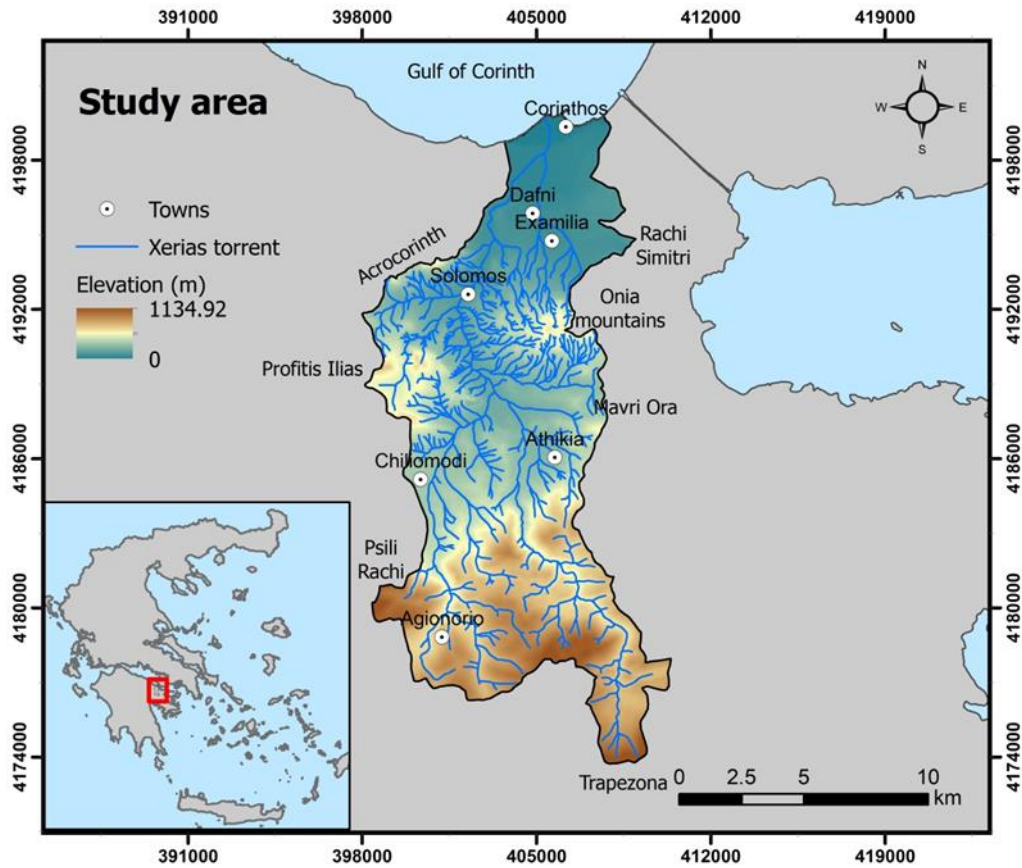 391000 398000 405000 412000 419000
Gulf of Corinth
Study area
N
W E
S
Corinthos
4198000 4198000
Towns
Dafni
Xerias torrent
Examilia
Rachi
Simitri
Acrocorinth
Elevation (m)
Solomos
1134.92
Onia
mountains
4192000 4192000
0
Profitis Ilias
Mavri Ora
Athikia
4186000 4186000
Chiliomodi
Psili
Rachi
4180000 4180000
Agionorio
4174000 4174000
Trapezona
0 2.5 5 10
km
391000 398000 405000 412000 419000